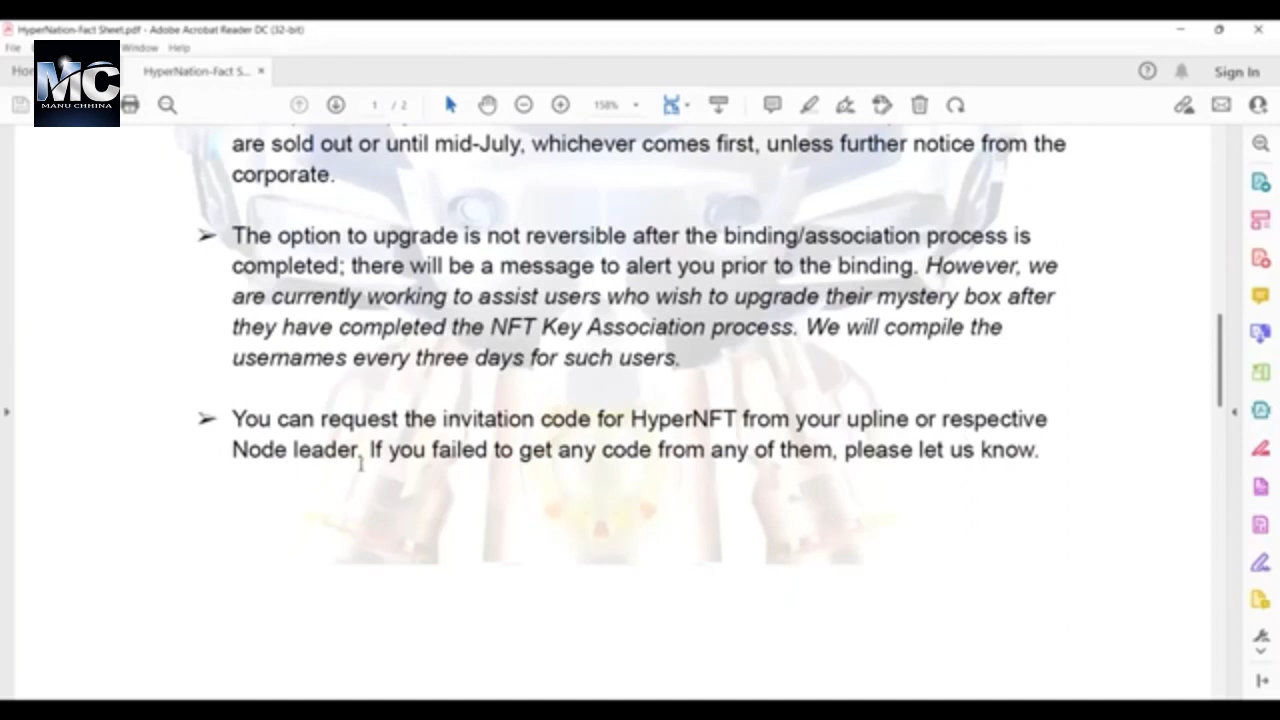 HyperNation-Fact Sheet.pdf - Adobe Acrobat Reader DC (32-bit)
File
Window Help
MC
MANU CHHINA
HyperNation-Fact S... ×
Sign In
1 / 2
158%
are sold out or until mid-July, whichever comes first, unless further notice from the
corporate.
➢ The option to upgrade is not reversible after the binding/association process is
completed; there will be a message to alert you prior to the binding. However, we
are currently working to assist users who wish to upgrade their mystery box after
they have completed the NFT Key Association process. We will compile the
usernames every three days for such users.
➢ You can request the invitation code for HyperNFT from your upline or respective
Node leader. If you failed to get any code from any of them, please let us know.